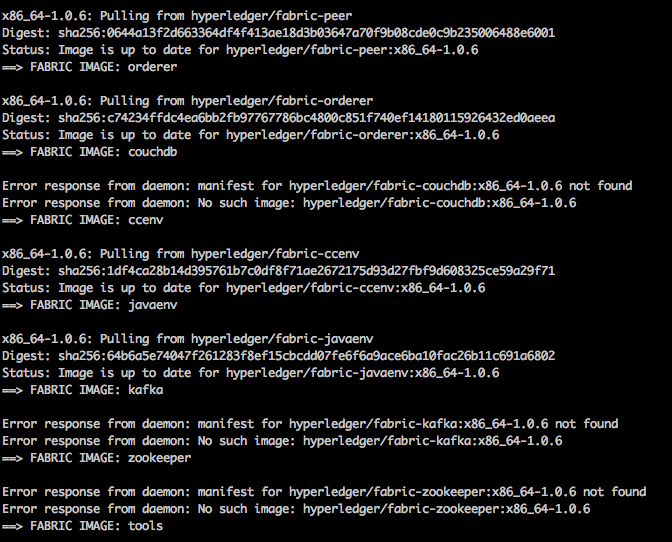 x86_64-1.0.6: Pulling from hyperledger/fabric-peer
Digest: sha256:0644a13f2d663364df4f413ae18d3b03647a70f9b08cde0c9b235006488e6001
Status: Image is up to date for hyperledger/fabric-peer:x86_64-1.0.6
==> FABRIC IMAGE: orderer
x86_64-1.0.6: Pulling from hyperledger/fabric-orderer
Digest: sha256:c74234ffdc4ea6bb2fb97767786bc4800c851f740ef14180115926432ed0aeea
Status: Image is up to date for hyperledger/fabric-orderer:x86_64-1.0.6
==> FABRIC IMAGE: couchdb
Error response from daemon: manifest for hyperledger/fabric-couchdb:x86_64-1.0.6 not found
Error response from daemon: No such image: hyperledger/fabric-couchdb:x86_64-1.0.6
==> FABRIC IMAGE: ccenv
x86_64-1.0.6: Pulling from hyperledger/fabric-ccenv
Digest: sha256:1df4ca28b14d395761b7c0df8f71ae2672175d93d27fbf9d608325ce59a29f71
Status: Image is up to date for hyperledger/fabric-ccenv:x86_64-1.0.6
==> FABRIC IMAGE: javaenv
x86_64-1.0.6: Pulling from hyperledger/fabric-javaenv
Digest: sha256:64b6a5e74047f261283f8ef15cbcdd07fe6f6a9ace6ba10fac26b11c691a6802
Status: Image is up to date for hyperledger/fabric-javaenv:x86_64-1.0.6
==> FABRIC IMAGE: kafka
Error response from daemon: manifest for hyperledger/fabric-kafka:x86_64-1.0.6 not found
Error response from daemon: No such image: hyperledger/fabric-kafka:x86_64-1.0.6
==> FABRIC IMAGE: zookeeper
Error response from daemon: manifest for hyperledger/fabric-zookeeper:x86_64-1.0.6 not found
Error response from daemon: No such image: hyperledger/fabric-zookeeper:x86_64-1.0.6
==> FABRIC IMAGE: tools